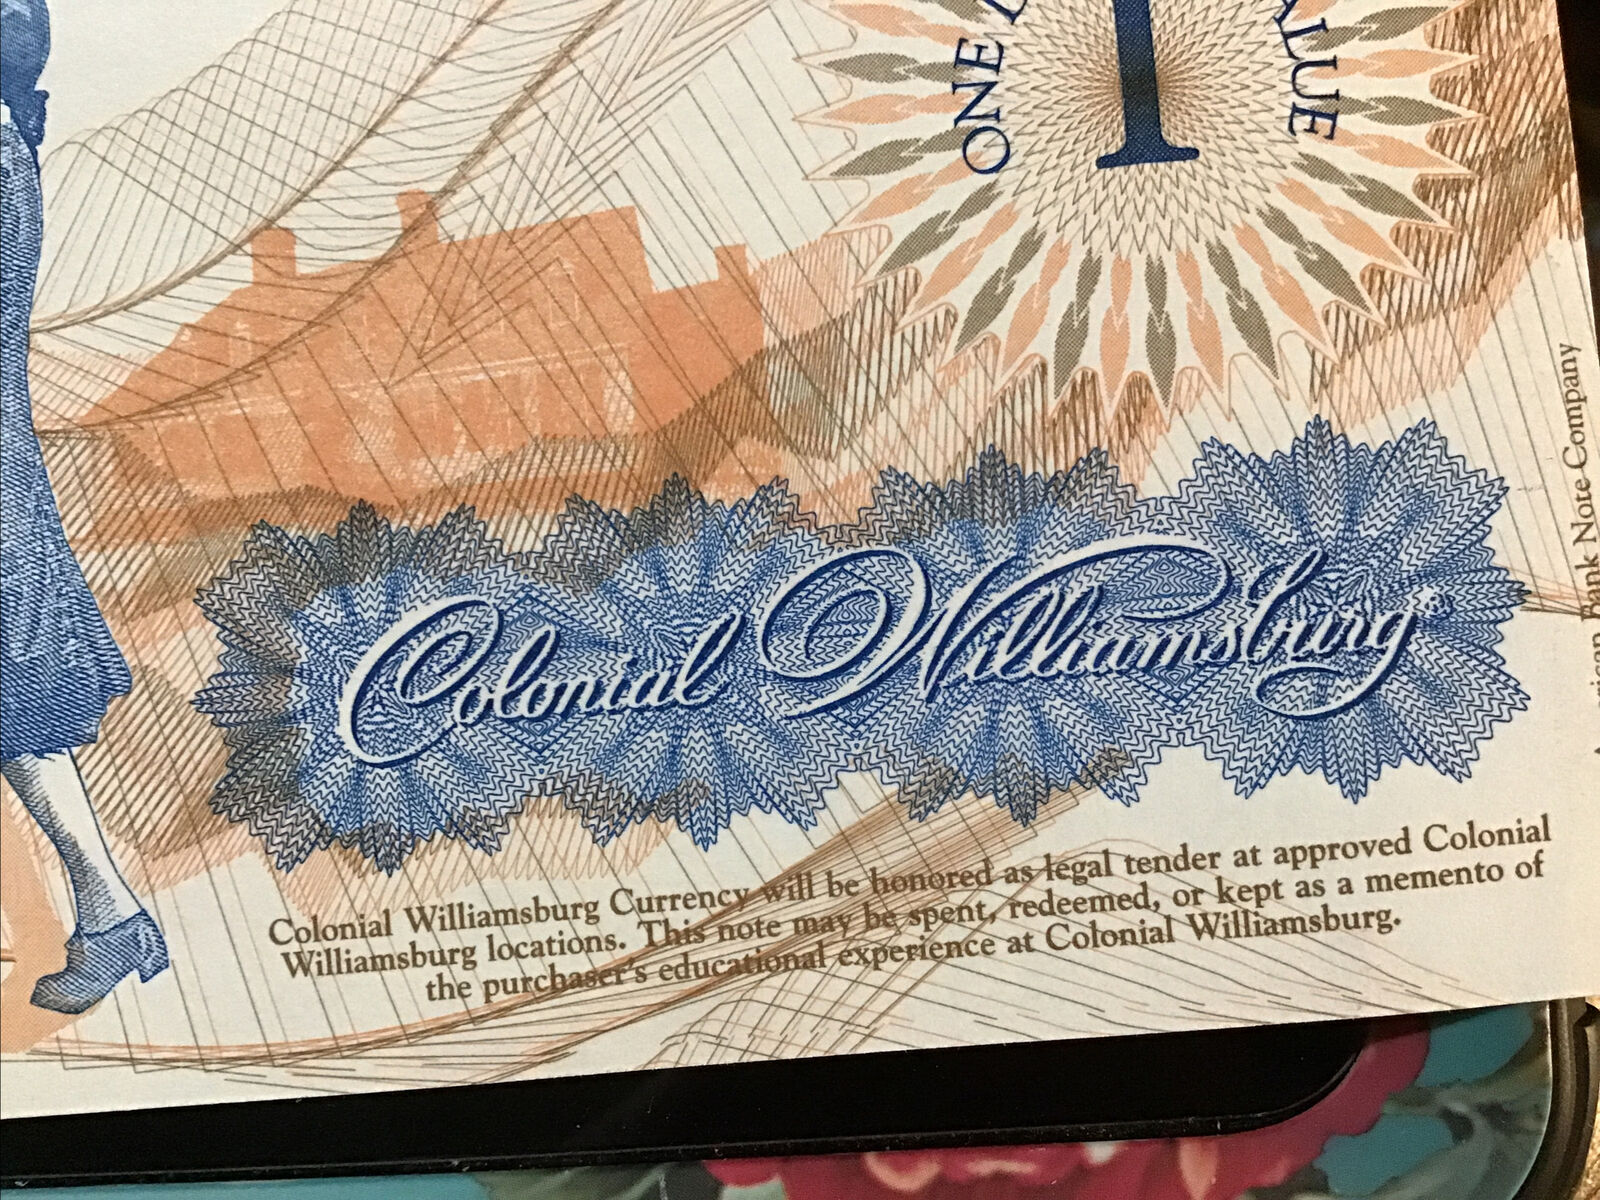 ONE
ALUE
1
Colonial Williamsburg
Colonial Williamsburg Currency will be honored as legal tender at approved Colonial
Williamsburg locations. This note may be spent, redeemed, or kept as a memento of
the purchaser's educational experience at Colonial Williamsburg.
Bank Note Company